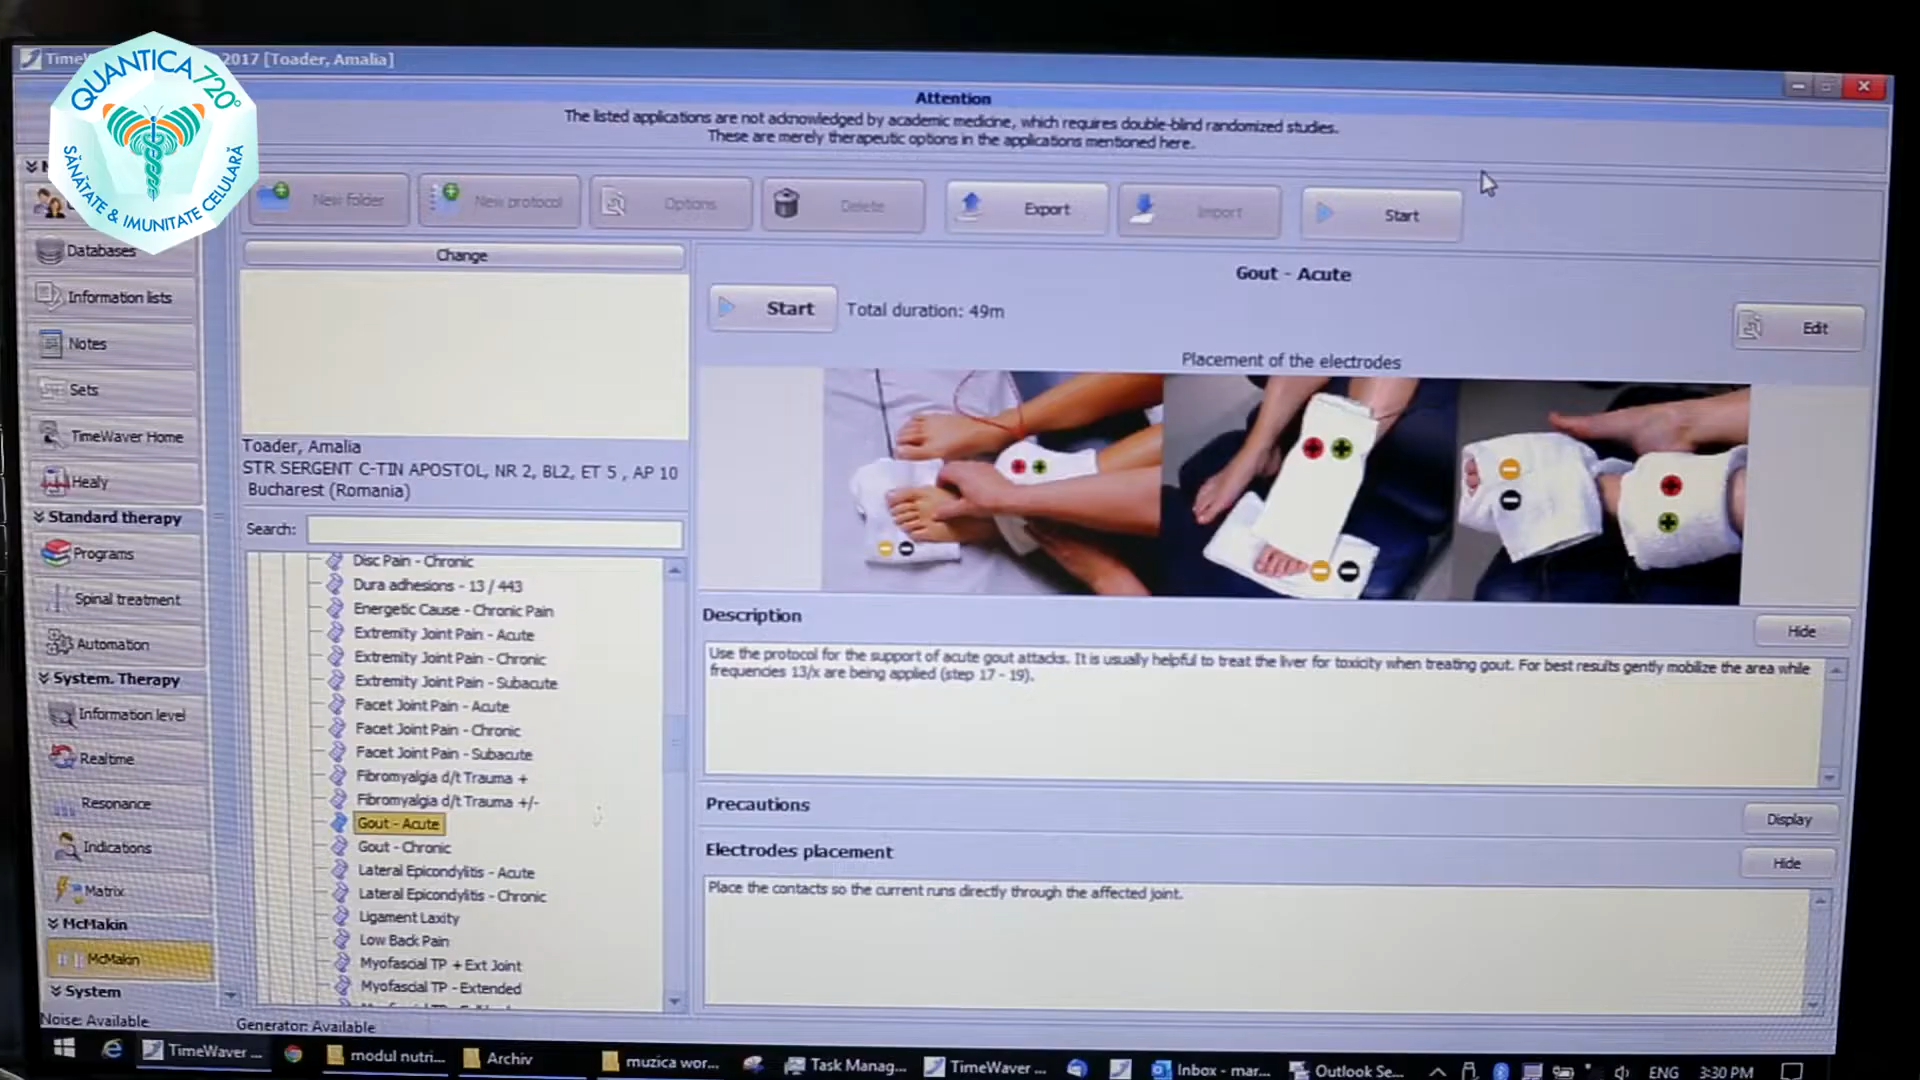 QUANTICA 720°
SĂNĂTATE & IMUNITATE CELULARĂ
2017 [Toader, Amalia]
Attention
The listed applications are not acknowledged by academic medicine, which requires double-blind randomized studies.
These are merely therapeutic options in the applications mentioned here.
New folder
New protocol
Options
Delete
Export
Import
Start
Databases
Information lists
Notes
Sets
TimeWaver Home
Healy
Standard therapy
Programs
Spinal treatment
Automation
System. Therapy
Information level
Realtime
Resonance
Indications
Matrix
McMakin
McMakin
System
Noise: Available
Change
Toader, Amalia
STR SERGENT C-TIN APOSTOL, NR 2, BL2, ET 5 , AP 10
Bucharest (Romania)
Search:
Disc Pain - Chronic
Dura adhesions - 13 / 443
Energetic Cause - Chronic Pain
Extremity Joint Pain - Acute
Extremity Joint Pain - Chronic
Extremity Joint Pain - Subacute
Facet Joint Pain - Acute
Facet Joint Pain - Chronic
Facet Joint Pain - Subacute
Fibromyalgia d/t Trauma +
Fibromyalgia d/t Trauma +/-
Gout - Acute
Gout - Chronic
Lateral Epicondylitis - Acute
Lateral Epicondylitis - Chronic
Ligament Laxity
Low Back Pain
Myofascial TP + Ext Joint
Myofascial TP - Extended
Generator: Available
Gout - Acute
Start
Total duration: 49m
Edit
Placement of the electrodes
Description
Hide
Use the protocol for the support of acute gout attacks. It is usually helpful to treat the liver for toxicity when treating gout. For best results gently mobilize the area while
frequencies 13/x are being applied (step 17 - 19).
Precautions
Display
Electrodes placement
Hide
Place the contacts so the current runs directly through the affected joint.
TimeWaver ...
modul nutri...
Archiv
muzica wor...
Task Manag...
TimeWaver ...
Inbox - mar...
Outlook Se...
ENG
3:30 PM